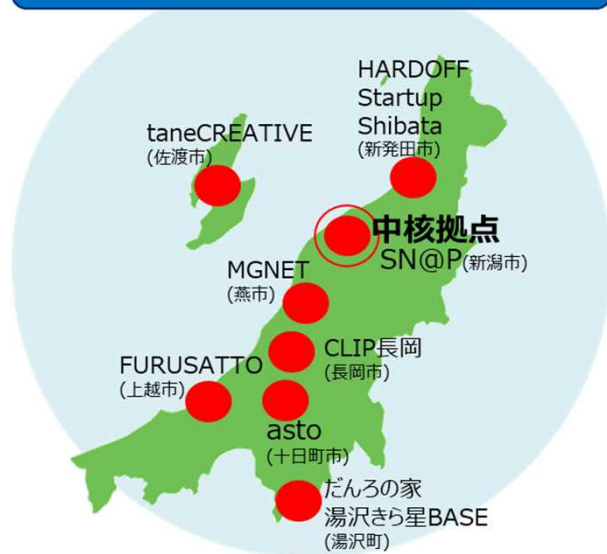 HARDOFF
Startup
Shibata
(新発田市)
taneCREATIVE
(佐渡市)
中核拠点
SN@P(新潟市)
MGNET
(燕市)
CLIP長岡
(長岡市)
FURUSATTO
(上越市)
asto
(十日町市)
だんろの家
湯沢きら星BASE
(湯沢町)